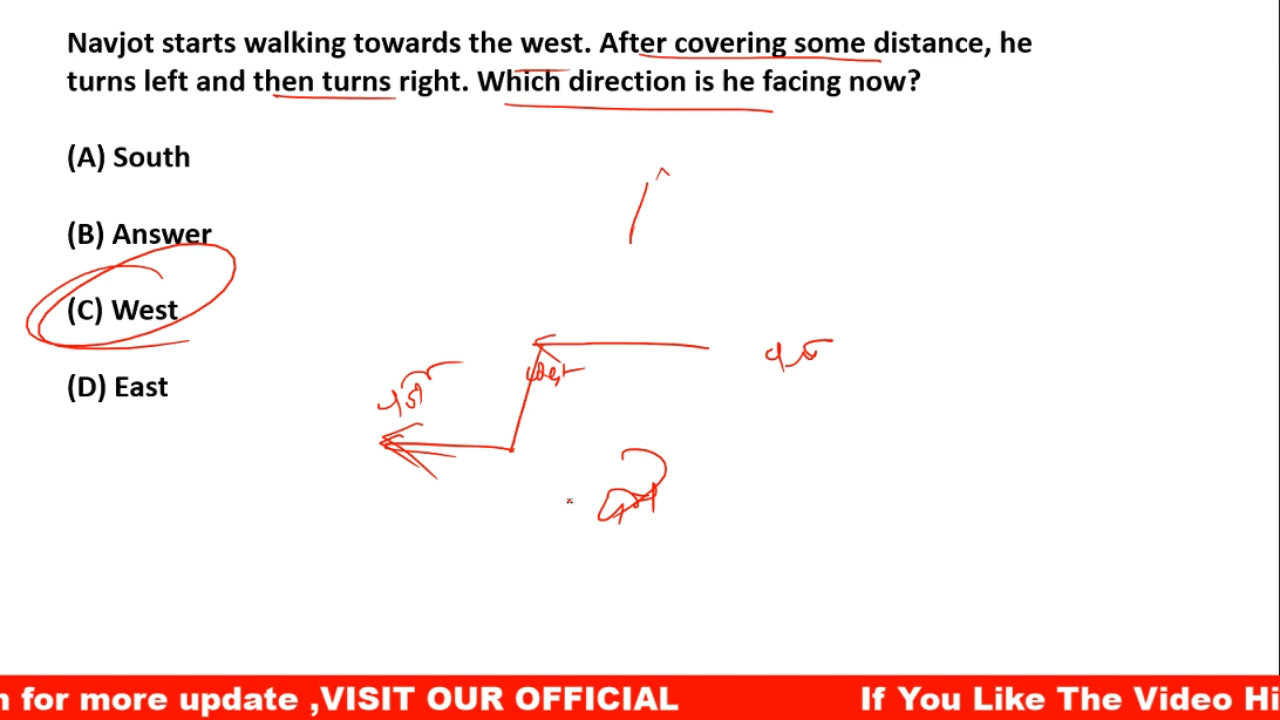 Navjot starts walking towards the west. After covering some distance, he
turns left and then turns right. Which direction is he facing now?
(A) South
(B) Answer
(C) West
(D) East
n for more update ,VISIT OUR OFFICIAL If You Like The Video Hi